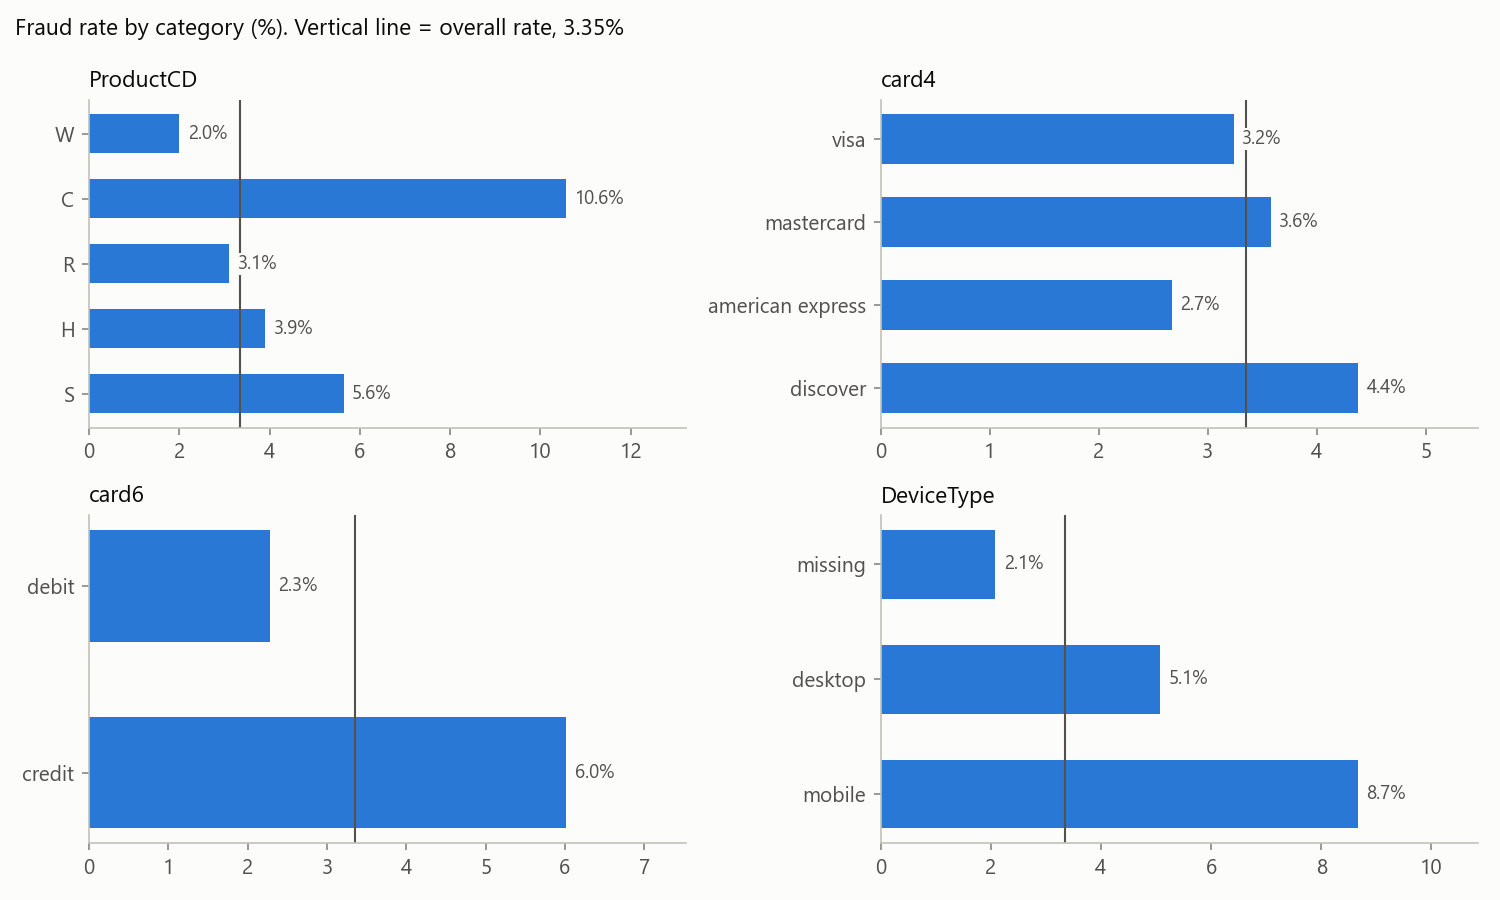 Fraud rate by category (%). Vertical line = overall rate, 3.35%
ProductCD
W 2.0%
C 10.6%
R 3.1%
H 3.9%
S 5.6%
0 2 4 6 8 10 12
card4
visa 3.2%
mastercard 3.6%
american express 2.7%
discover 4.4%
0 1 2 3 4 5
card6
debit 2.3%
credit 6.0%
0 1 2 3 4 5 6 7
DeviceType
missing 2.1%
desktop 5.1%
mobile 8.7%
0 2 4 6 8 10